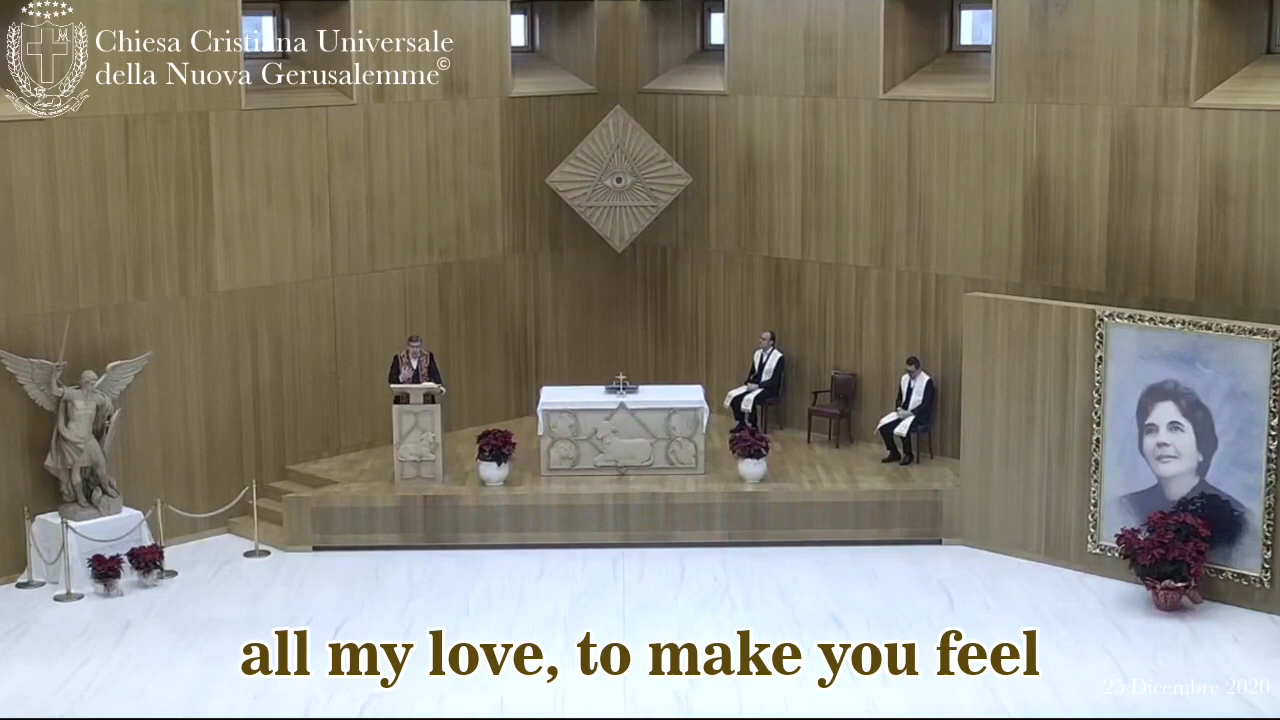 Chiesa Cristiana Universale
della Nuova Gerusalemme©
all my love, to make you feel
25 Dicembre 2020